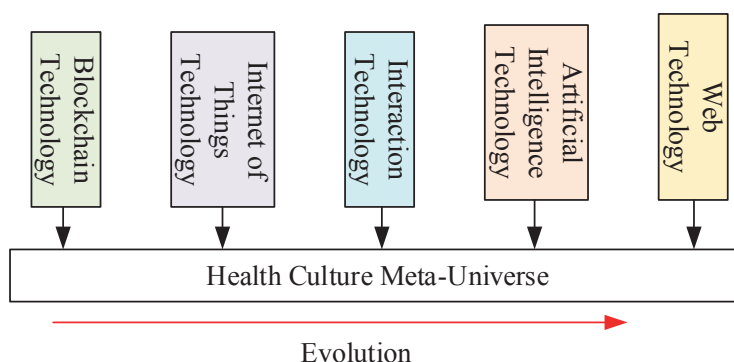 Blockchain
Technology
Internet of
Things
Technology
Interaction
Technology
Artificial
Intelligence
Technology
Web
Technology
Health Culture Meta-Universe
Evolution